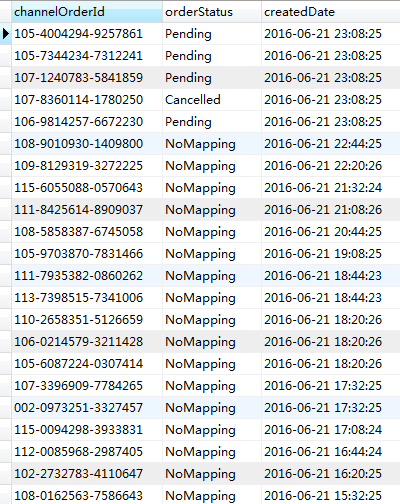 channelOrderId orderStatus createdDate
105-4004294-9257861 Pending 2016-06-21 23:08:25
105-7344234-7312241 Pending 2016-06-21 23:08:25
107-1240783-5841859 Pending 2016-06-21 23:08:25
107-8360114-1780250 Cancelled 2016-06-21 23:08:25
106-9814257-6672230 Pending 2016-06-21 23:08:25
108-9010930-1409800 NoMapping 2016-06-21 22:44:25
109-8129319-3272225 NoMapping 2016-06-21 22:20:26
115-6055088-0570643 NoMapping 2016-06-21 21:32:24
111-8425614-8909037 NoMapping 2016-06-21 21:08:26
108-5858387-6745058 NoMapping 2016-06-21 20:44:25
105-9703870-7831466 NoMapping 2016-06-21 19:08:25
111-7935382-0860262 NoMapping 2016-06-21 18:44:23
113-7398515-7341006 NoMapping 2016-06-21 18:44:23
110-2658351-5126659 NoMapping 2016-06-21 18:20:26
106-0214579-3211428 NoMapping 2016-06-21 18:20:26
105-6087224-0307414 NoMapping 2016-06-21 18:20:26
107-3396909-7784265 NoMapping 2016-06-21 17:32:25
002-0973251-3327457 NoMapping 2016-06-21 17:32:25
115-0094298-3933831 NoMapping 2016-06-21 17:08:24
112-0085968-2987405 NoMapping 2016-06-21 16:44:24
102-2732783-4110647 NoMapping 2016-06-21 16:20:25
108-0162563-7586643 NoMapping 2016-06-21 15:32:25